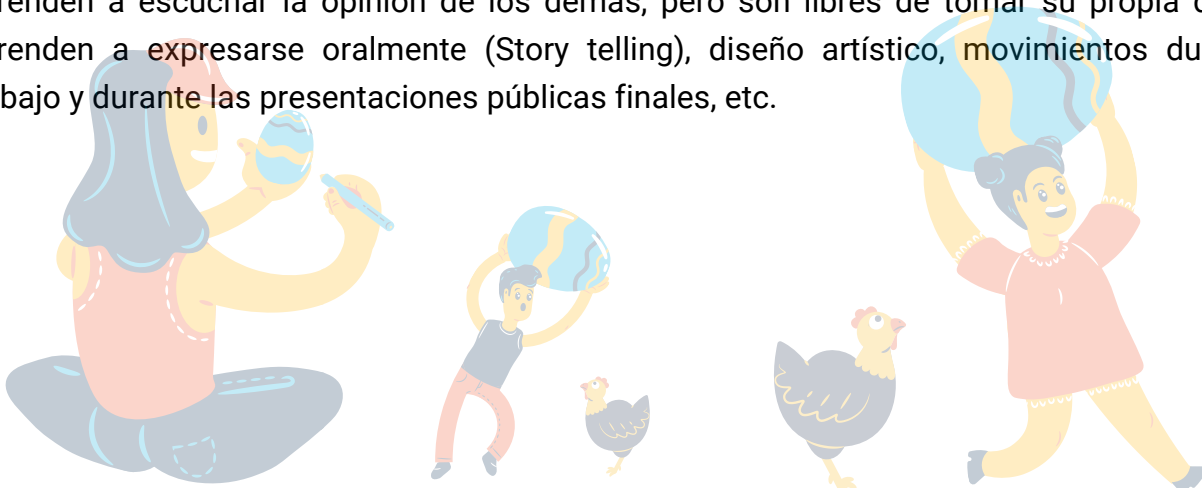 renden a escuchar la opinión de los demás, pero son libres de tomar su propia
renden a expresarse oralmente (Story telling), diseño artístico, movimientos du
bajo y durante las presentaciones públicas finales, etc.